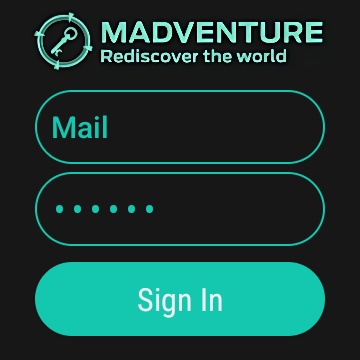 MADVENTURE
Rediscover the world
Mail
••••••
Sign In